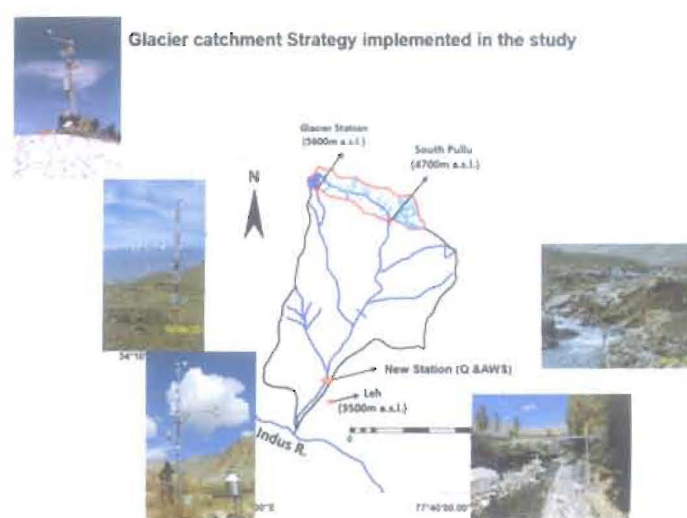 Glacier catchment Strategy implemented in the study
Glacier Station
(5600m a.s.l.)
South Pullu
(4700m a.s.l.)
N
New Station (Q &AWS)
Leh
(3500m a.s.l.)
Indus R.
0
77°40'00.00"E